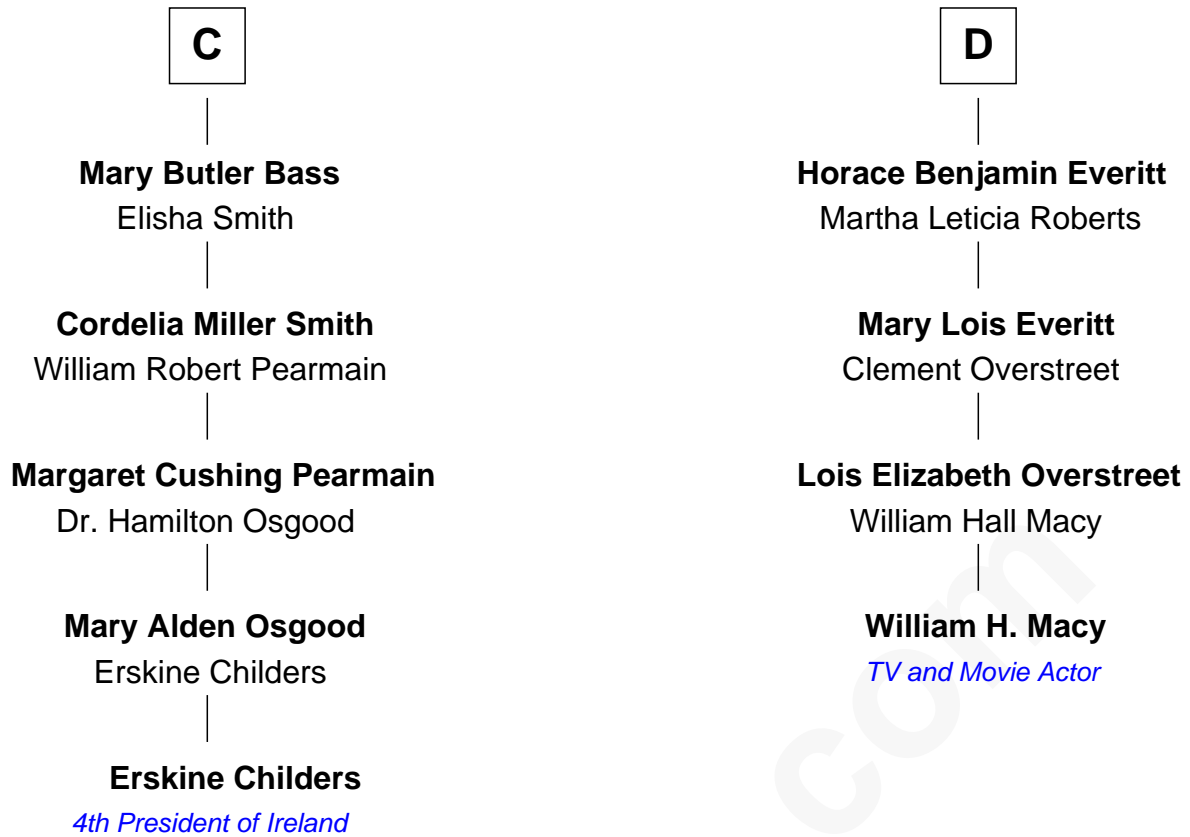 C
Mary Butler Bass
Elisha Smith
Cordelia Miller Smith
William Robert Pearmain
Margaret Cushing Pearmain
Dr. Hamilton Osgood
Mary Alden Osgood
Erskine Childers
Erskine Childers
4th President of Ireland
D
Horace Benjamin Everitt
Martha Leticia Roberts
Mary Lois Everitt
Clement Overstreet
Lois Elizabeth Overstreet
William Hall Macy
William H. Macy
TV and Movie Actor
com